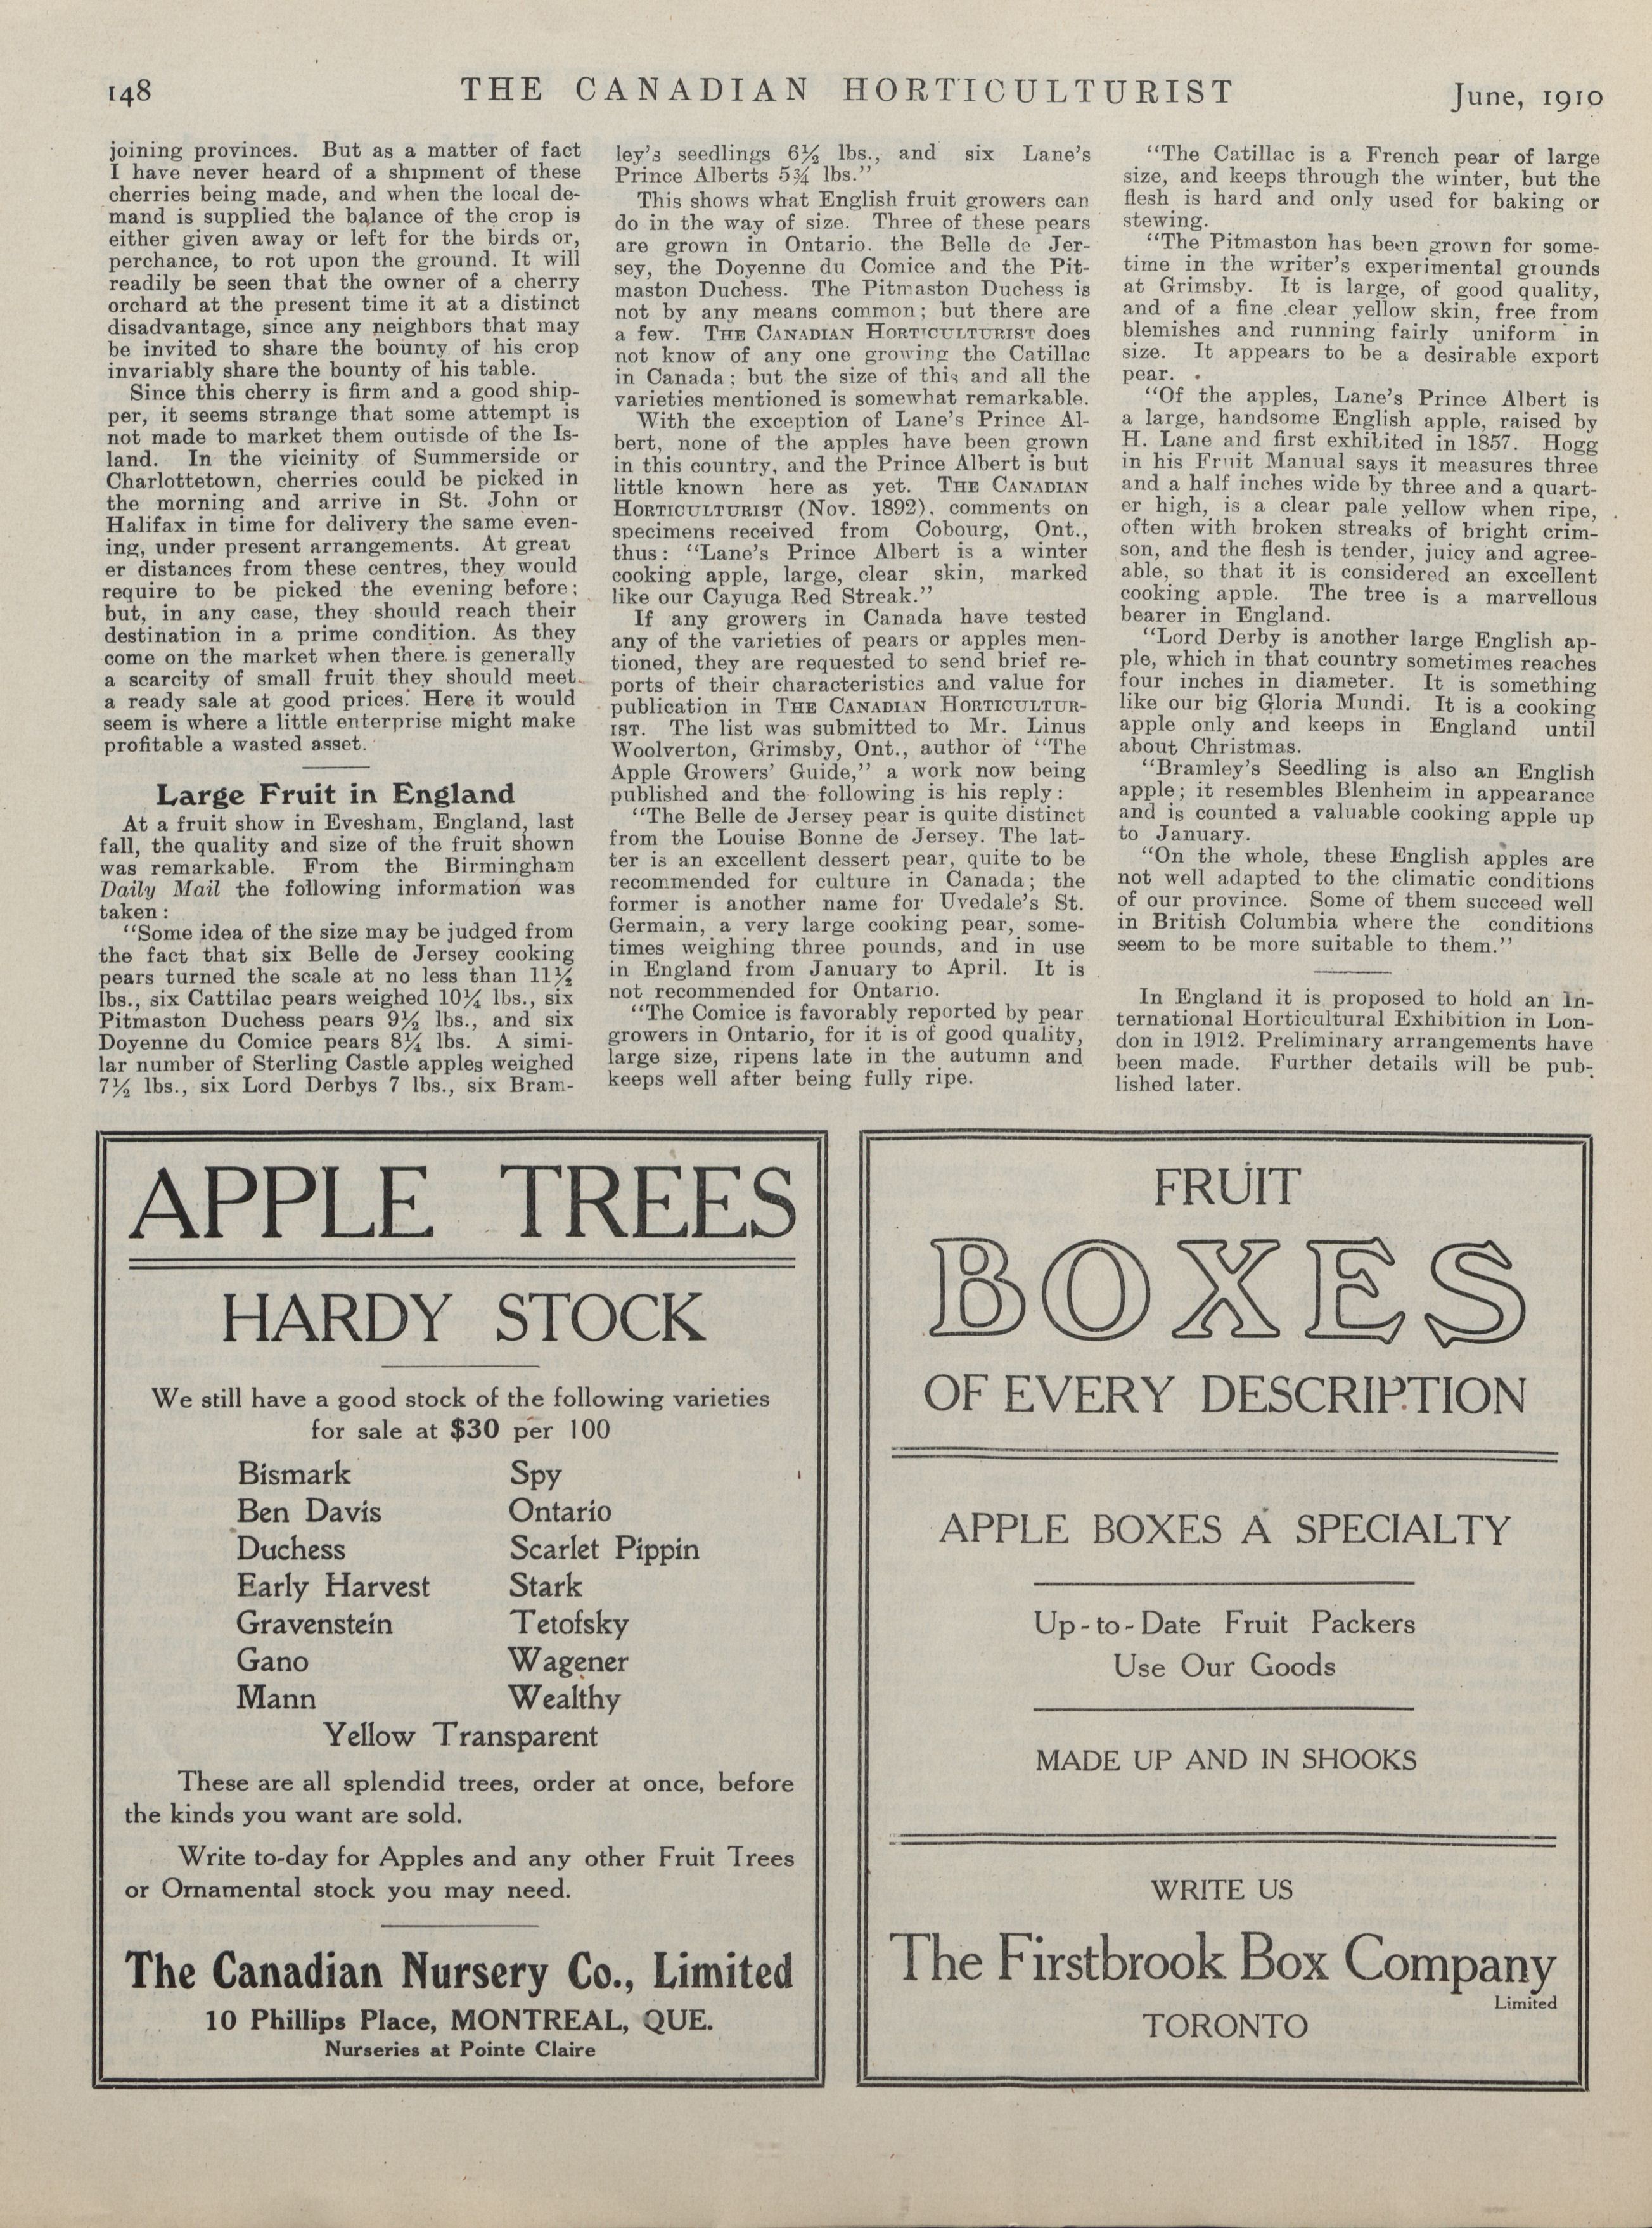 148
THE CANADIAN HORTICULTURIST
June, 1910
joining provinces. But as a matter of fact
I have never heard of a shipment of these
cherries being made, and when the local de-
mand is supplied the balance of the crop is
either given away or left for the birds or,
perchance, to rot upon the ground. It will
readily be seen that the owner of a cherry
orchard at the present time it at a distinct
disadvantage, since any neighbors that may
be invited to share the bounty of his crop
invariably share the bounty of his table.
Since this cherry is firm and a good ship-
per, it seems strange that some attempt is
not made to market them outisde of the Is-
land. In the vicinity of Summerside or
Charlottetown, cherries could be picked in
the morning and arrive in St. John or
Halifax in time for delivery the same even-
ing, under present arrangements. At great
er distances from these centres, they would
require to be picked the evening before;
but, in any case, they should reach their
destination in a prime condition. As they
come on the market when there is generally
a scarcity of small fruit they should meet
a ready sale at good prices. Here it would
seem is where a little enterprise might make
profitable a wasted asset.
Large Fruit in England
At a fruit show in Evesham, England, last
fall, the quality and size of the fruit shown
was remarkable. From the Birmingham
Daily Mail the following information was
taken:
"Some idea of the size may be judged from
the fact that six Belle de Jersey cooking
pears turned the scale at no less than 11½
lbs., six Cattilac pears weighed 10¼ lbs., six
Pitmaston Duchess pears 9½ lbs., and six
Doyenne du Comice pears 8¼ lbs. A simi-
lar number of Sterling Castle apples weighed
7½ lbs., six Lord Derbys 7 lbs., six Bram-
ley's seedlings 6½ lbs., and six Lane's
Prince Alberts 5¾ lbs."
This shows what English fruit growers can
do in the way of size. Three of these pears
are grown in Ontario. the Belle de Jer-
sey, the Doyenne du Comice and the Pit-
maston Duchess. The Pitmaston Duchess is
not by any means common; but there are
a few. THE CANADIAN HORTICULTURIST does
not know of any one growing the Catillac
in Canada; but the size of this and all the
varieties mentioned is somewhat remarkable.
With the exception of Lane's Prince Al-
bert, none of the apples have been grown
in this country, and the Prince Albert is but
little known here as yet. THE CANADIAN
HORTICULTURIST (Nov. 1892), comments on
specimens received from Cobourg, Ont.,
thus: "Lane's Prince Albert is a winter
cooking apple, large, clear skin, marked
like our Cayuga Red Streak."
If any growers in Canada have tested
any of the varieties of pears or apples men-
tioned, they are requested to send brief re-
ports of their characteristics and value for
publication in THE CANADIAN HORTICULTUR-
IST. The list was submitted to Mr. Linus
Woolverton, Grimsby, Ont., author of "The
Apple Growers' Guide," a work now being
published and the following is his reply:
"The Belle de Jersey pear is quite distinct
from the Louise Bonne de Jersey. The lat-
ter is an excellent dessert pear, quite to be
recommended for culture in Canada; the
former is another name for Uvedale's St.
Germain, a very large cooking pear, some-
times weighing three pounds, and in use
in England from January to April. It is
not recommended for Ontario.
"The Comice is favorably reported by pear
growers in Ontario, for it is of good quality,
large size, ripens late in the autumn and
keeps well after being fully ripe.
"The Catillac is a French pear of large
size, and keeps through the winter, but the
flesh is hard and only used for baking or
stewing.
"The Pitmaston has been grown for some-
time in the writer's experimental grounds
at Grimsby. It is large, of good quality,
and of a fine clear yellow skin, free from
blemishes and running fairly uniform in
size. It appears to be a desirable export
pear.
"Of the apples, Lane's Prince Albert is
a large, handsome English apple, raised by
H. Lane and first exhibited in 1857. Hogg
in his Fruit Manual says it measures three
and a half inches wide by three and a quart-
er high, is a clear pale yellow when ripe,
often with broken streaks of bright crim-
son, and the flesh is tender, juicy and agree-
able, so that it is considered an excellent
cooking apple. The tree is a marvellous
bearer in England.
"Lord Derby is another large English ap-
ple, which in that country sometimes reaches
four inches in diameter. It is something
like our big Gloria Mundi. It is a cooking
apple only and keeps in England until
about Christmas.
"Bramley's Seedling is also an English
apple; it resembles Blenheim in appearance
and is counted a valuable cooking apple up
to January.
"On the whole, these English apples are
not well adapted to the climatic conditions
of our province. Some of them succeed well
in British Columbia where the conditions
seem to be more suitable to them."
In England it is proposed to hold an In-
ternational Horticultural Exhibition in Lon-
don in 1912. Preliminary arrangements have
been made. Further details will be pub-
lished later.
APPLE TREES
HARDY STOCK
We still have a good stock of the following varieties
for sale at $30 per 100
Bismark Spy
Ben Davis Ontario
Duchess Scarlet Pippin
Early Harvest Stark
Gravenstein Tetofsky
Gano Wagener
Mann Wealthy
Yellow Transparent
These are all splendid trees, order at once, before
the kinds you want are sold.
Write to-day for Apples and any other Fruit Trees
or Ornamental stock you may need.
The Canadian Nursery Co., Limited
10 Phillips Place, MONTREAL, QUE.
Nurseries at Pointe Claire
FRUIT
BOXES
OF EVERY DESCRIPTION
APPLE BOXES A SPECIALTY
Up-to-Date Fruit Packers
Use Our Goods
MADE UP AND IN SHOOKS
WRITE US
The Firstbrook Box Company
Limited
TORONTO